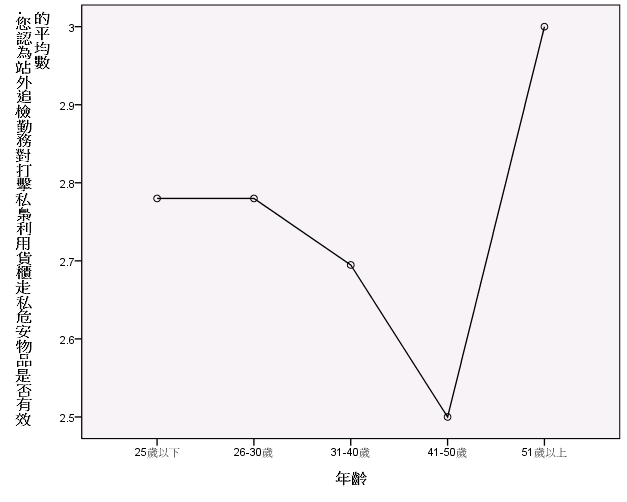 .您認為站外追檢勤務對打擊私梟利用貨櫃走私危安物品是否有效
的平均數
3
2.9
2.8
2.7
2.6
2.5
25歲以下
26-30歲
31-40歲
41-50歲
51歲以上
年齡